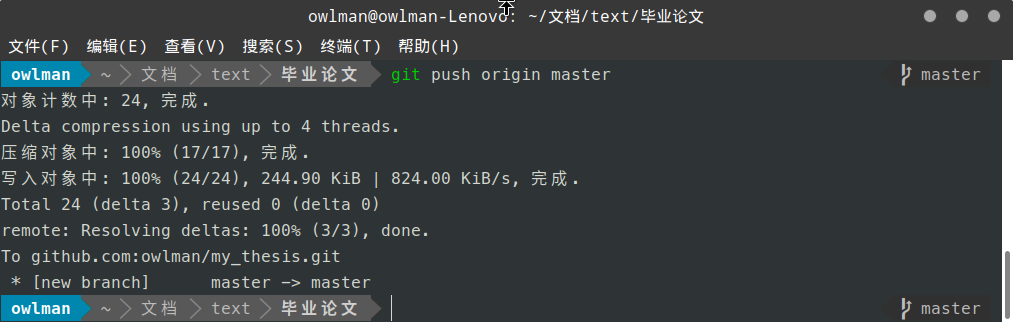 owlman@owlman-Lenovo: ~/文档/text/毕业论文
文件(F) 编辑(E) 查看(V) 搜索(S) 终端(T) 帮助(H)
owlman ~ 文档 text 毕业论文 git push origin master master
对象计数中: 24, 完成.
Delta compression using up to 4 threads.
压缩对象中: 100% (17/17), 完成.
写入对象中: 100% (24/24), 244.90 KiB | 824.00 KiB/s, 完成.
Total 24 (delta 3), reused 0 (delta 0)
remote: Resolving deltas: 100% (3/3), done.
To github.com:owlman/my_thesis.git
* [new branch] master -> master
owlman ~ 文档 text 毕业论文 master